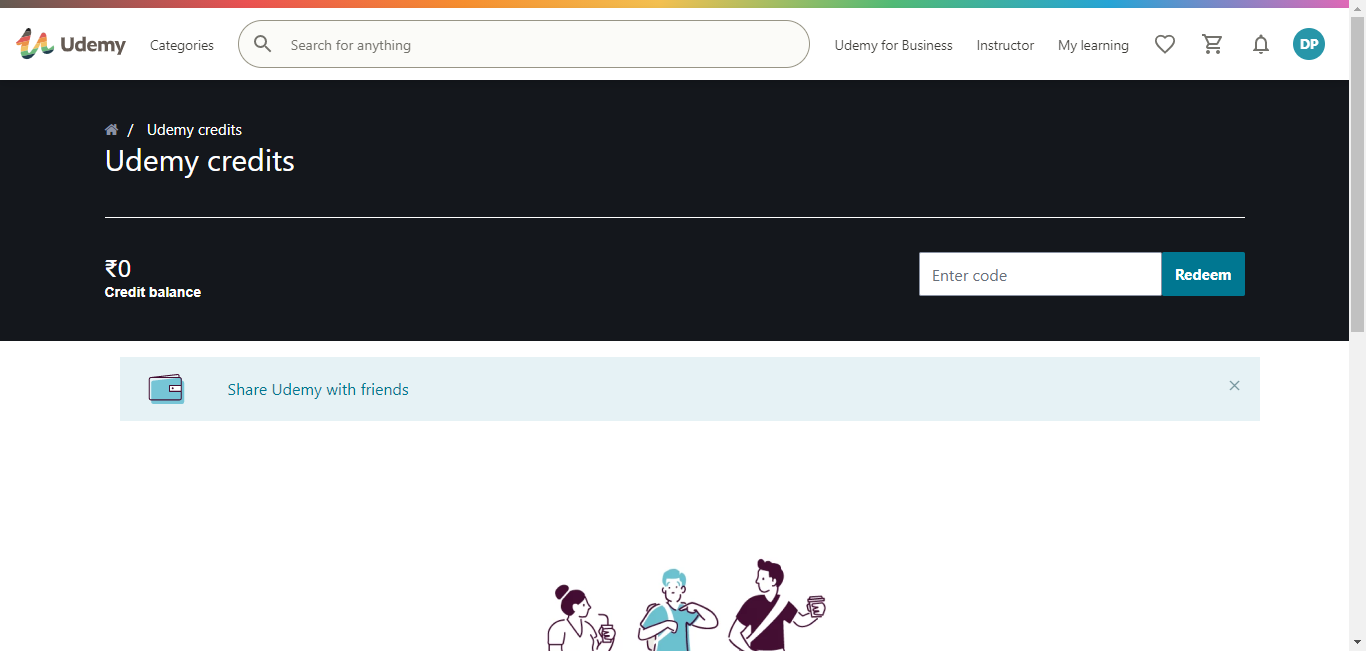 Udemy
Categories
Search for anything
Udemy for Business
Instructor
My learning
DP
/ Udemy credits
Udemy credits
₹0
Credit balance
Enter code
Redeem
Share Udemy with friends